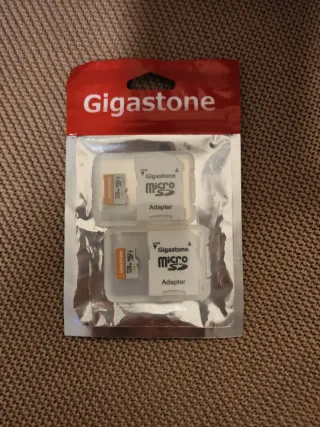 Gigastone
Gigastone
Micro
SD
Adapter
Gigastone
Micro
SD
Adapter